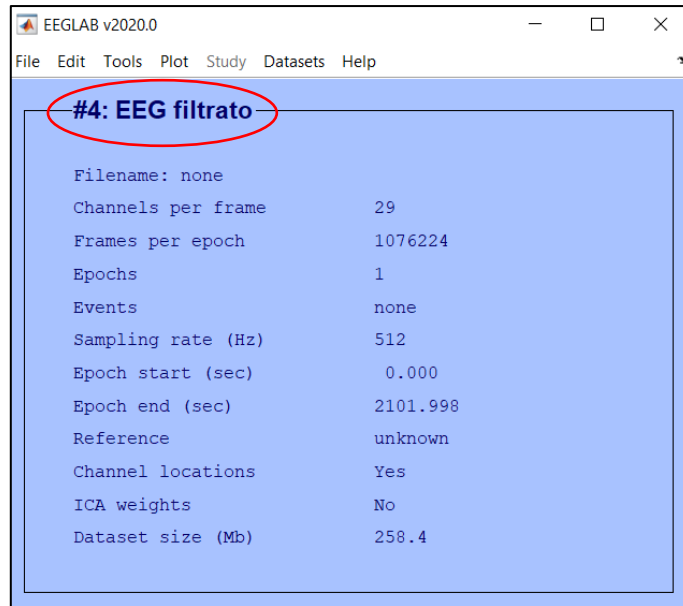 EEGLAB v2020.0
File Edit Tools Plot Study Datasets Help
#4: EEG filtrato
Filename: none
Channels per frame 29
Frames per epoch 1076224
Epochs 1
Events none
Sampling rate (Hz) 512
Epoch start (sec) 0.000
Epoch end (sec) 2101.998
Reference unknown
Channel locations Yes
ICA weights No
Dataset size (Mb) 258.4